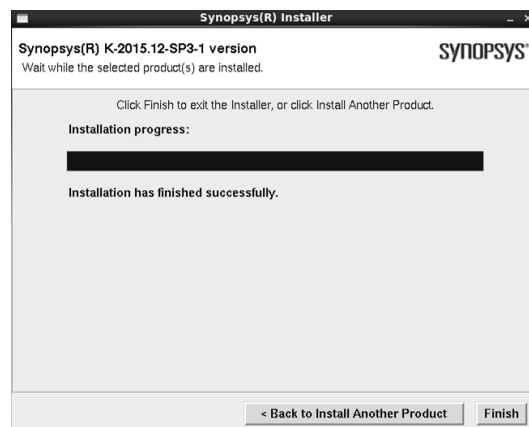 Synopsys(R) Installer
Synopsys(R) K-2015.12-SP3-1 version
Wait while the selected product(s) are installed.
SYNOPSYS®
Click Finish to exit the Installer, or click Install Another Product.
Installation progress:
Installation has finished successfully.
< Back to Install Another Product
Finish